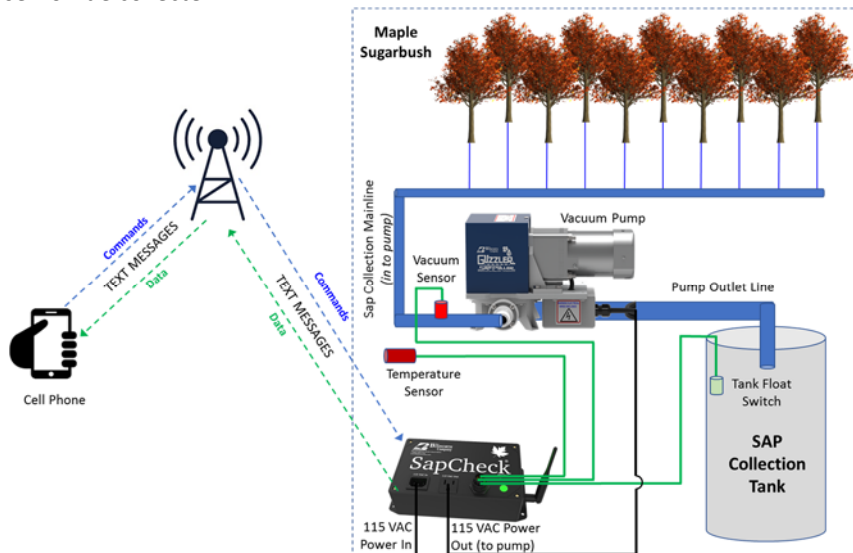 Maple
Sugarbush
Commands
TEXT MESSAGES
Data
Commands
TEXT MESSAGES
Data
Cell Phone
Sap Collection Mainline
(in to pump)
Vacuum Pump
Vacuum
Sensor
GUZZLER
Pump Outlet Line
Temperature
Sensor
Tank Float
Switch
SAP
Collection
Tank
SapCheck
115 VAC
Power In
115 VAC Power
Out (to pump)